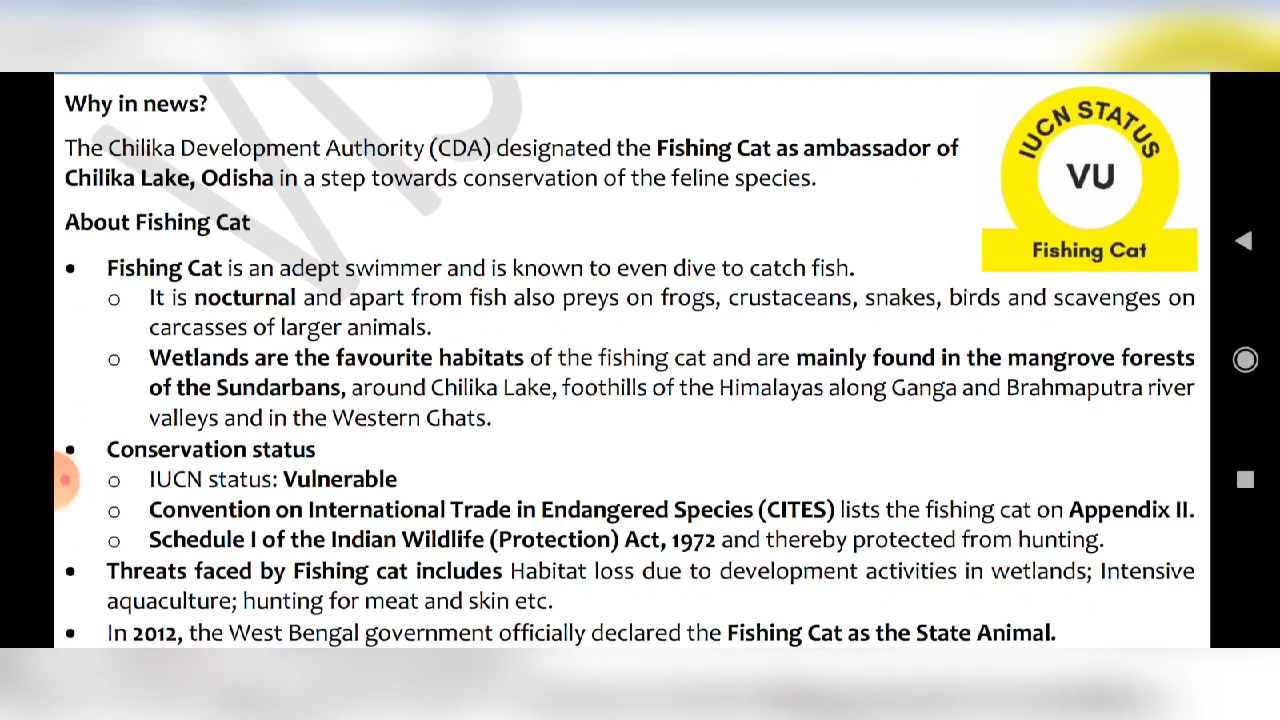 Why in news?
IUCN STATUS
VU
Fishing Cat
The Chilika Development Authority (CDA) designated the Fishing Cat as ambassador of
Chilika Lake, Odisha in a step towards conservation of the feline species.
About Fishing Cat
• Fishing Cat is an adept swimmer and is known to even dive to catch fish.
o It is nocturnal and apart from fish also preys on frogs, crustaceans, snakes, birds and scavenges on
carcasses of larger animals.
o Wetlands are the favourite habitats of the fishing cat and are mainly found in the mangrove forests
of the Sundarbans, around Chilika Lake, foothills of the Himalayas along Ganga and Brahmaputra river
valleys and in the Western Ghats.
• Conservation status
o IUCN status: Vulnerable
o Convention on International Trade in Endangered Species (CITES) lists the fishing cat on Appendix II.
o Schedule I of the Indian Wildlife (Protection) Act, 1972 and thereby protected from hunting.
• Threats faced by Fishing cat includes Habitat loss due to development activities in wetlands; Intensive
aquaculture; hunting for meat and skin etc.
• In 2012, the West Bengal government officially declared the Fishing Cat as the State Animal.